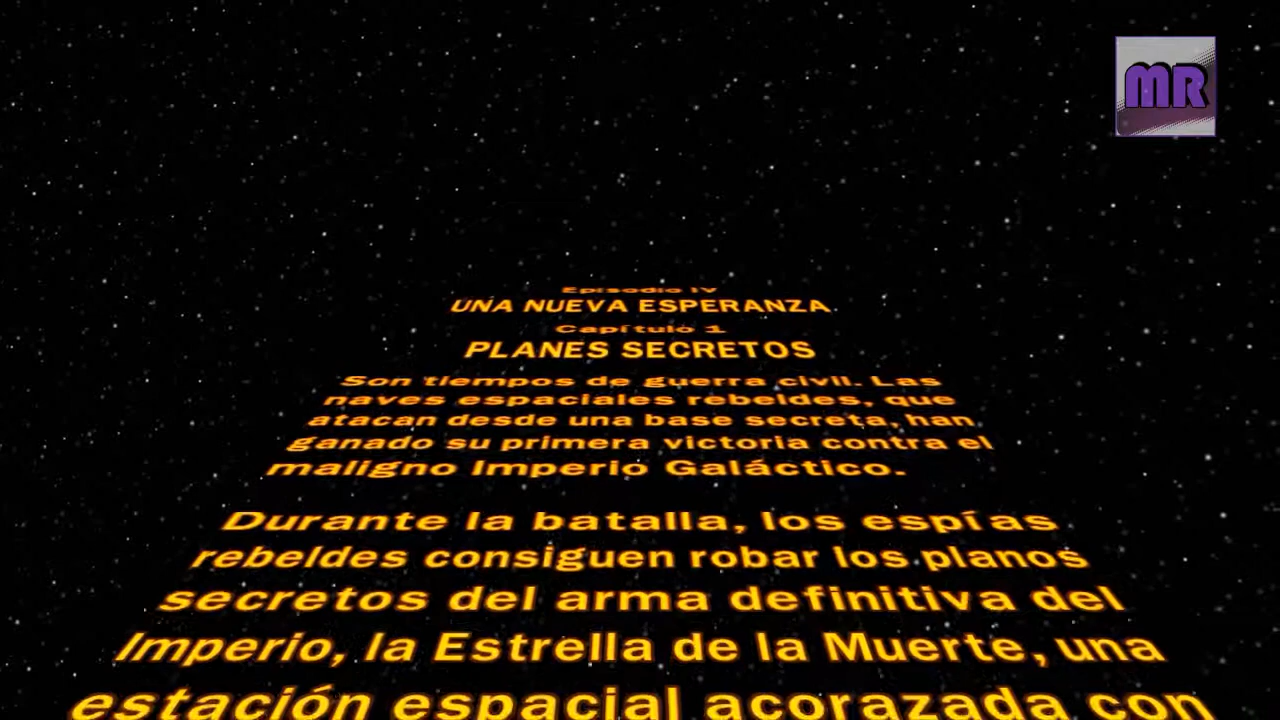 MR
Episodio IV
UNA NUEVA ESPERANZA
Capítulo 1
PLANES SECRETOS
Son tiempos de guerra civil. Las
naves espaciales rebeldes, que
atacan desde una base secreta, han
ganado su primera victoria contra el
maligno Imperio Galáctico.
Durante la batalla, los espías
rebeldes consiguen robar los planos
secretos del arma definitiva del
Imperio, la Estrella de la Muerte, una
estación espacial acorazada con